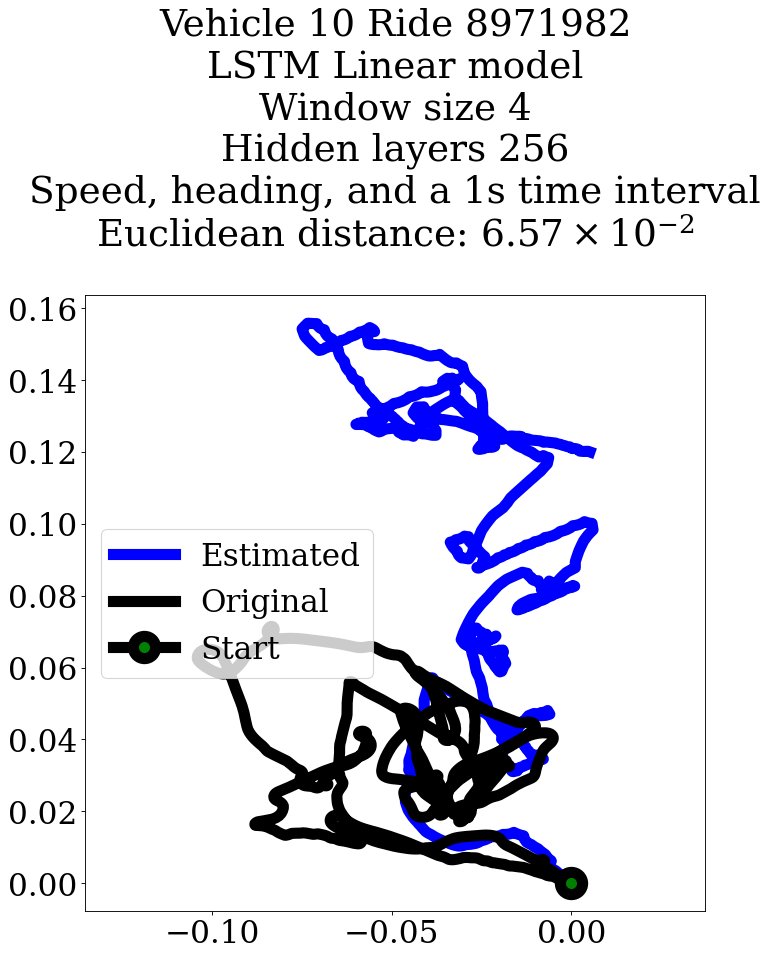 Vehicle 10 Ride 8971982
LSTM Linear model
Window size 4
Hidden layers 256
Speed, heading, and a 1s time interval
Euclidean distance: 6.57 × 10⁻²
0.16
0.14
0.12
0.10
0.08
0.06
0.04
0.02
0.00
Estimated
Original
Start
−0.10 −0.05 0.00